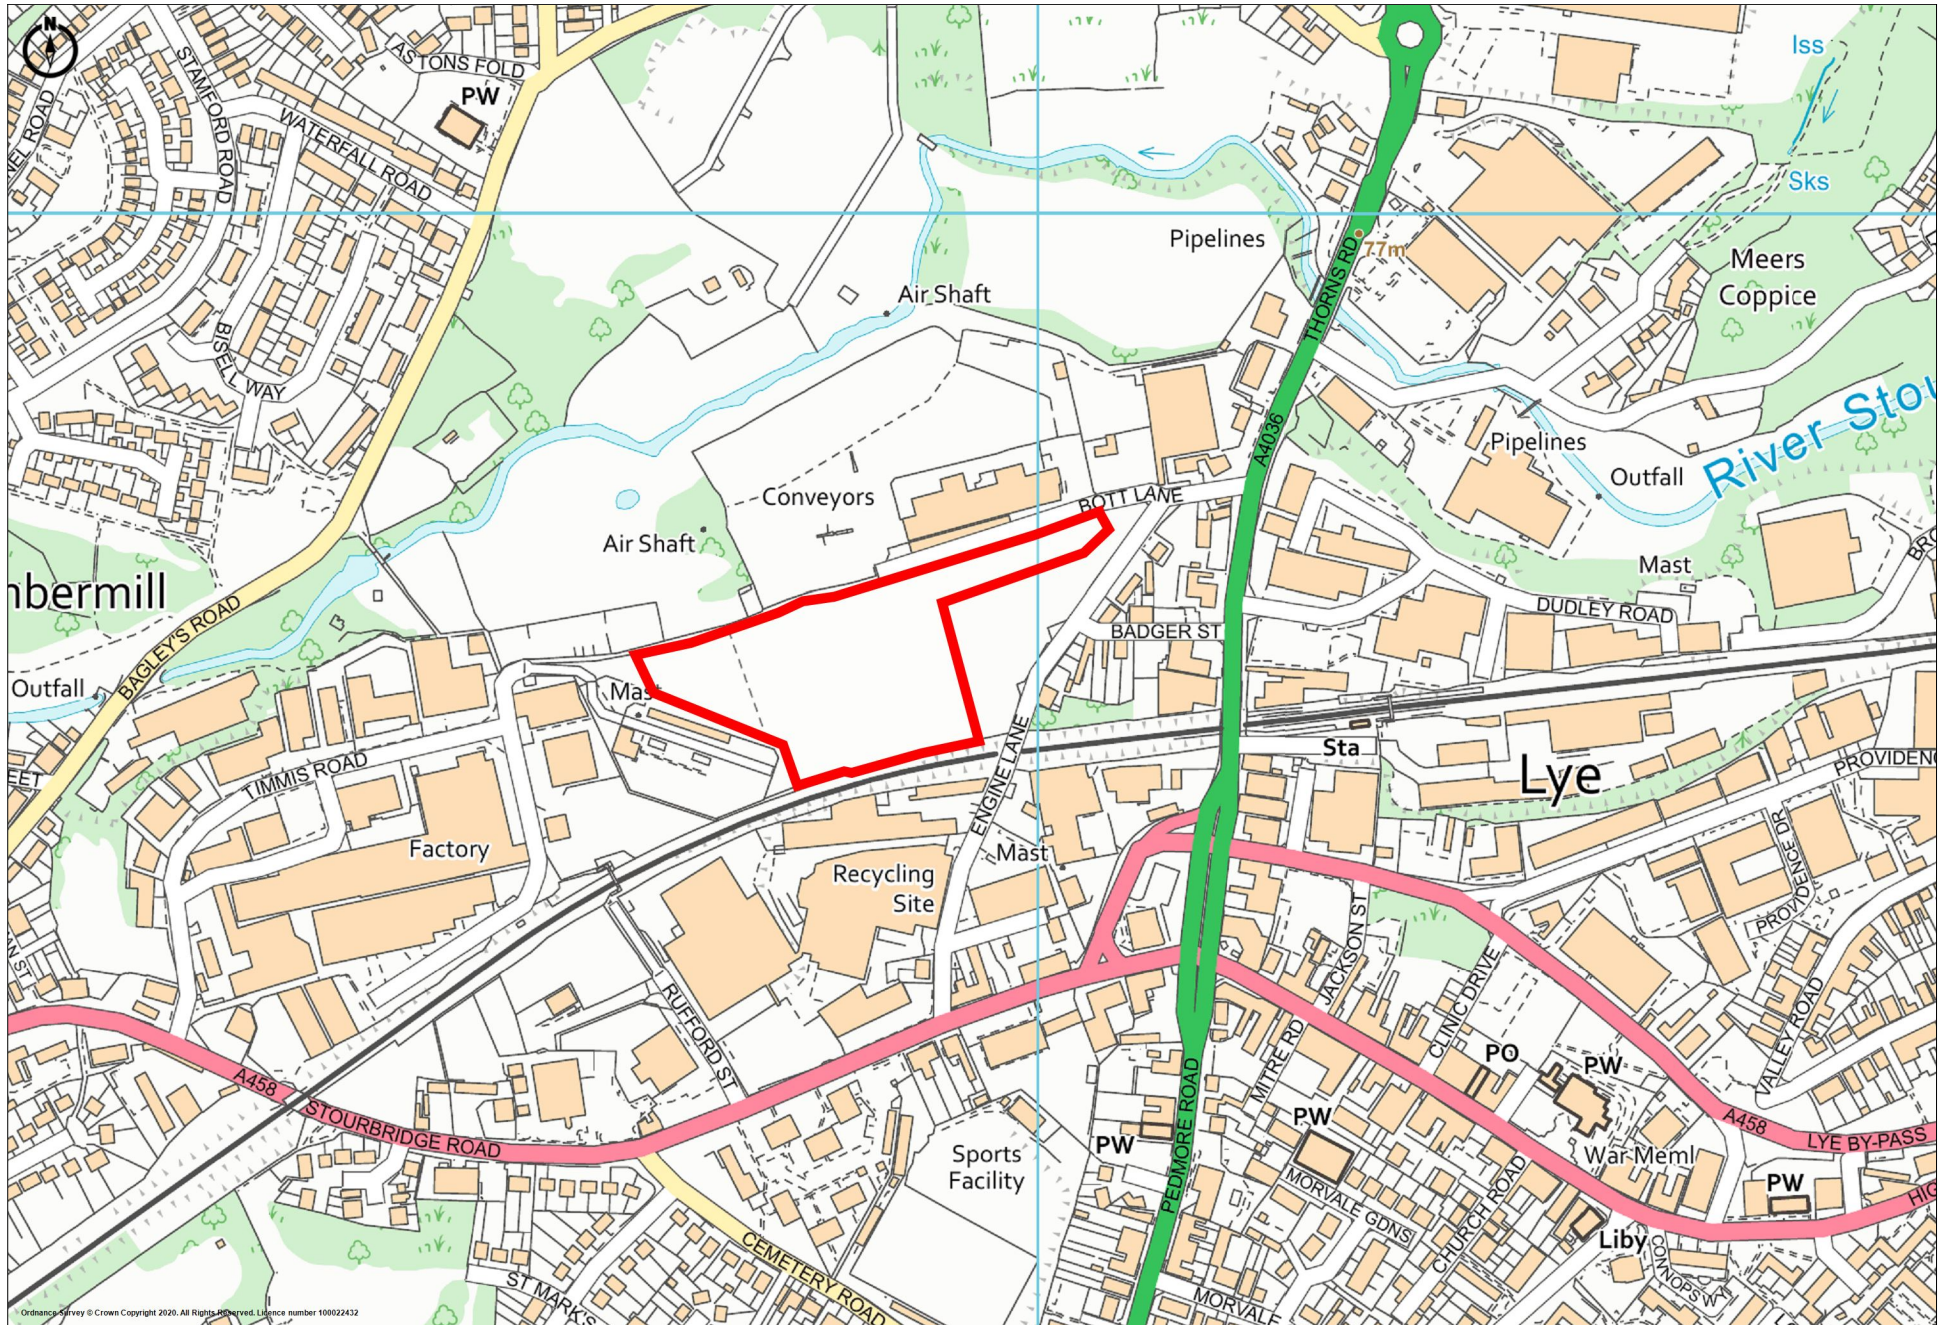 N
ASTONS FOLD
PW
STAMFORD ROAD
WATERFALL ROAD
Iss
Sks
Pipelines
77m
THORNS RD
Meers
Coppice
Air Shaft
BISELL WAY
A4036
Pipelines
Outfall
River Stou
Conveyors
BOTT LANE
Air Shaft
Mast
DUDLEY ROAD
BADGER ST
mbermill
BAGLEY'S ROAD
Outfall
Mast
Sta
Lye
TIMMIS ROAD
ENGINE LANE
Factory
Mast
Recycling
Site
PROVIDENCE DR
JACKSON ST
CLINIC DRIVE
VALLEY ROAD
RUFFORD ST
MITRE RD
PO
PW
A458
STOURBRIDGE ROAD
PEDMORE ROAD
PW
PW
A458
LYE BY-PASS
Sports
Facility
War Meml
MORVALE GDNS
CHURCH ROAD
PW
Liby
CONNOPS WY
CEMETERY ROAD
ST MARK'S
MORVALE
Ordnance Survey © Crown Copyright 2020. All Rights Reserved. Licence number 100022432